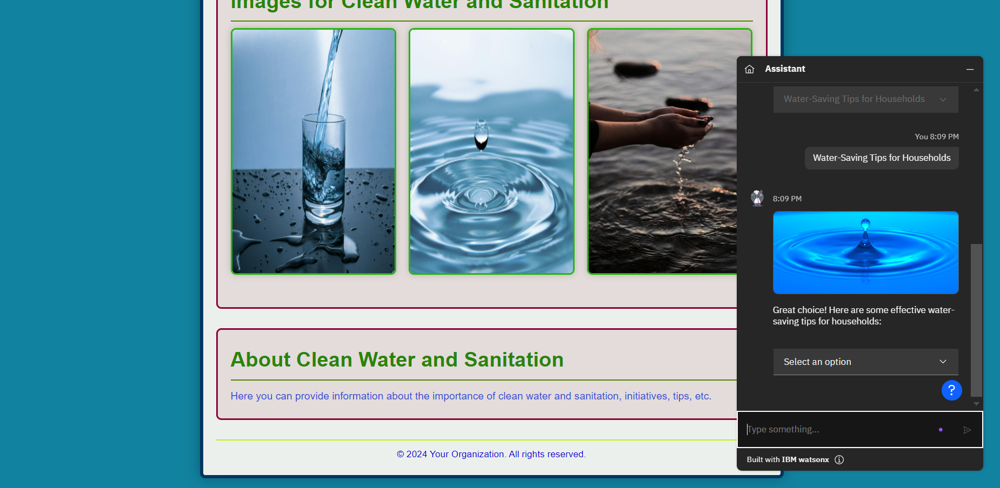 Images for Clean Water and Sanitation
About Clean Water and Sanitation
Here you can provide information about the importance of clean water and sanitation, initiatives, tips, etc.
© 2024 Your Organization. All rights reserved.
Assistant
Water-Saving Tips for Households
You 8:09 PM
Water-Saving Tips for Households
8:09 PM
Great choice! Here are some effective water-
saving tips for households:
Select an option
?
Type something...
Built with IBM watsonx